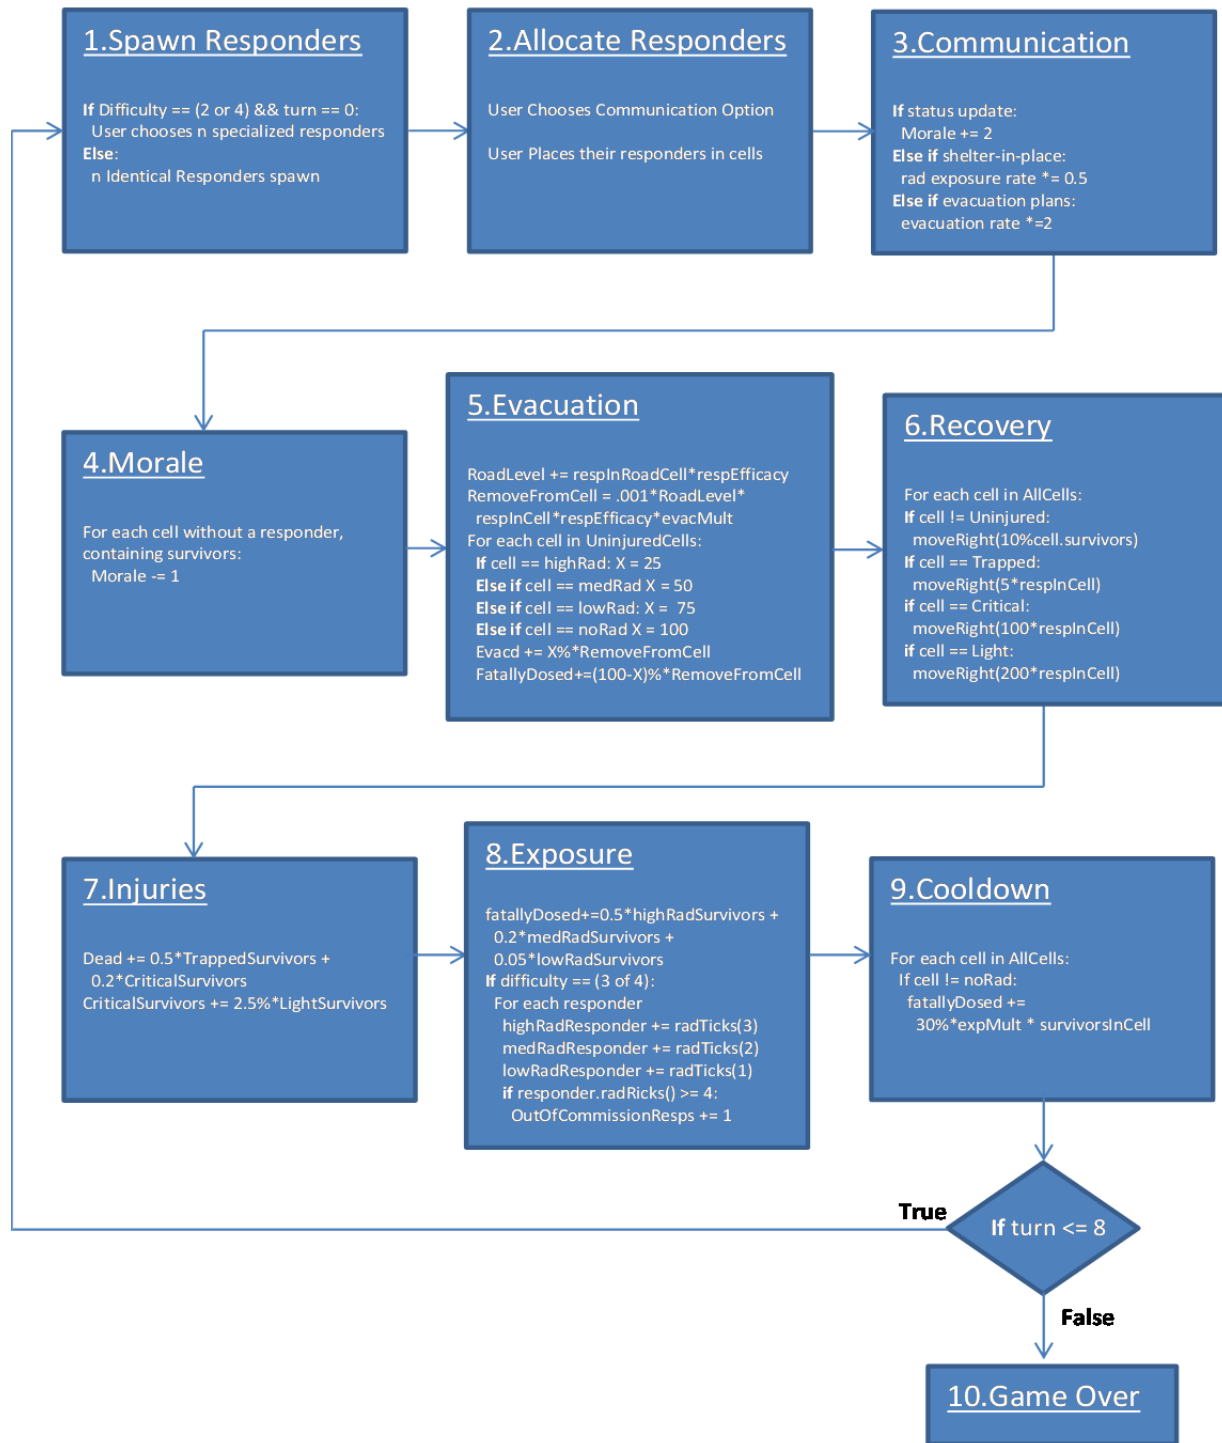 1.Spawn Responders
If Difficulty == (2 or 4) && turn == 0:
User chooses n specialized responders
Else:
n Identical Responders spawn
2.Allocate Responders
User Chooses Communication Option
User Places their responders in cells
3.Communication
If status update:
Morale += 2
Else if shelter-in-place:
rad exposure rate *= 0.5
Else if evacuation plans:
evacuation rate *=2
4.Morale
For each cell without a responder,
containing survivors:
Morale -= 1
5.Evacuation
RoadLevel += respInRoadCell*respEfficacy
RemoveFromCell = .001*RoadLevel*
respInCell*respEfficacy*evacMult
For each cell in UninjuredCells:
If cell == highRad: X = 25
Else if cell == medRad X = 50
Else if cell == lowRad: X = 75
Else if cell == noRad X = 100
Evacd += X%*RemoveFromCell
FatallyDosed+=(100-X)%*RemoveFromCell
6.Recovery
For each cell in AllCells:
If cell != Uninjured:
moveRight(10%cell.survivors)
If cell == Trapped:
moveRight(5*respInCell)
if cell == Critical:
moveRight(100*respInCell)
if cell == Light:
moveRight(200*respInCell)
7.Injuries
Dead += 0.5*TrappedSurvivors +
0.2*CriticalSurvivors
CriticalSurvivors += 2.5%*LightSurvivors
8.Exposure
fatallyDosed+=0.5*highRadSurvivors +
0.2*medRadSurvivors +
0.05*lowRadSurvivors
If difficulty == (3 of 4):
For each responder
highRadResponder += radTicks(3)
medRadResponder += radTicks(2)
lowRadResponder += radTicks(1)
if responder.radRicks() >= 4:
OutOfCommissionResps += 1
9.Cooldown
For each cell in AllCells:
If cell != noRad:
fatallyDosed +=
30%*expMult * survivorsInCell
True
If turn <= 8
False
10.Game Over